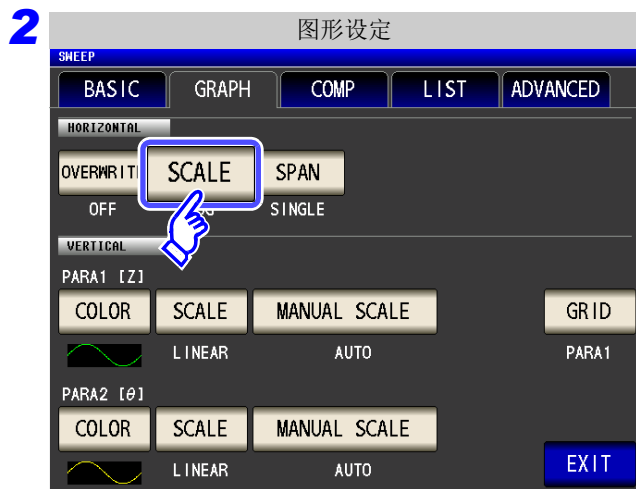 2
图形设定
SWEEP
BASIC GRAPH COMP LIST ADVANCED
HORIZONTAL
OVERWRIT SCALE SPAN
OFF SINGLE
VERTICAL
PARA1 [Z]
COLOR SCALE MANUAL SCALE GRID
LINEAR AUTO PARA1
PARA2 [θ]
COLOR SCALE MANUAL SCALE
LINEAR AUTO
EXIT